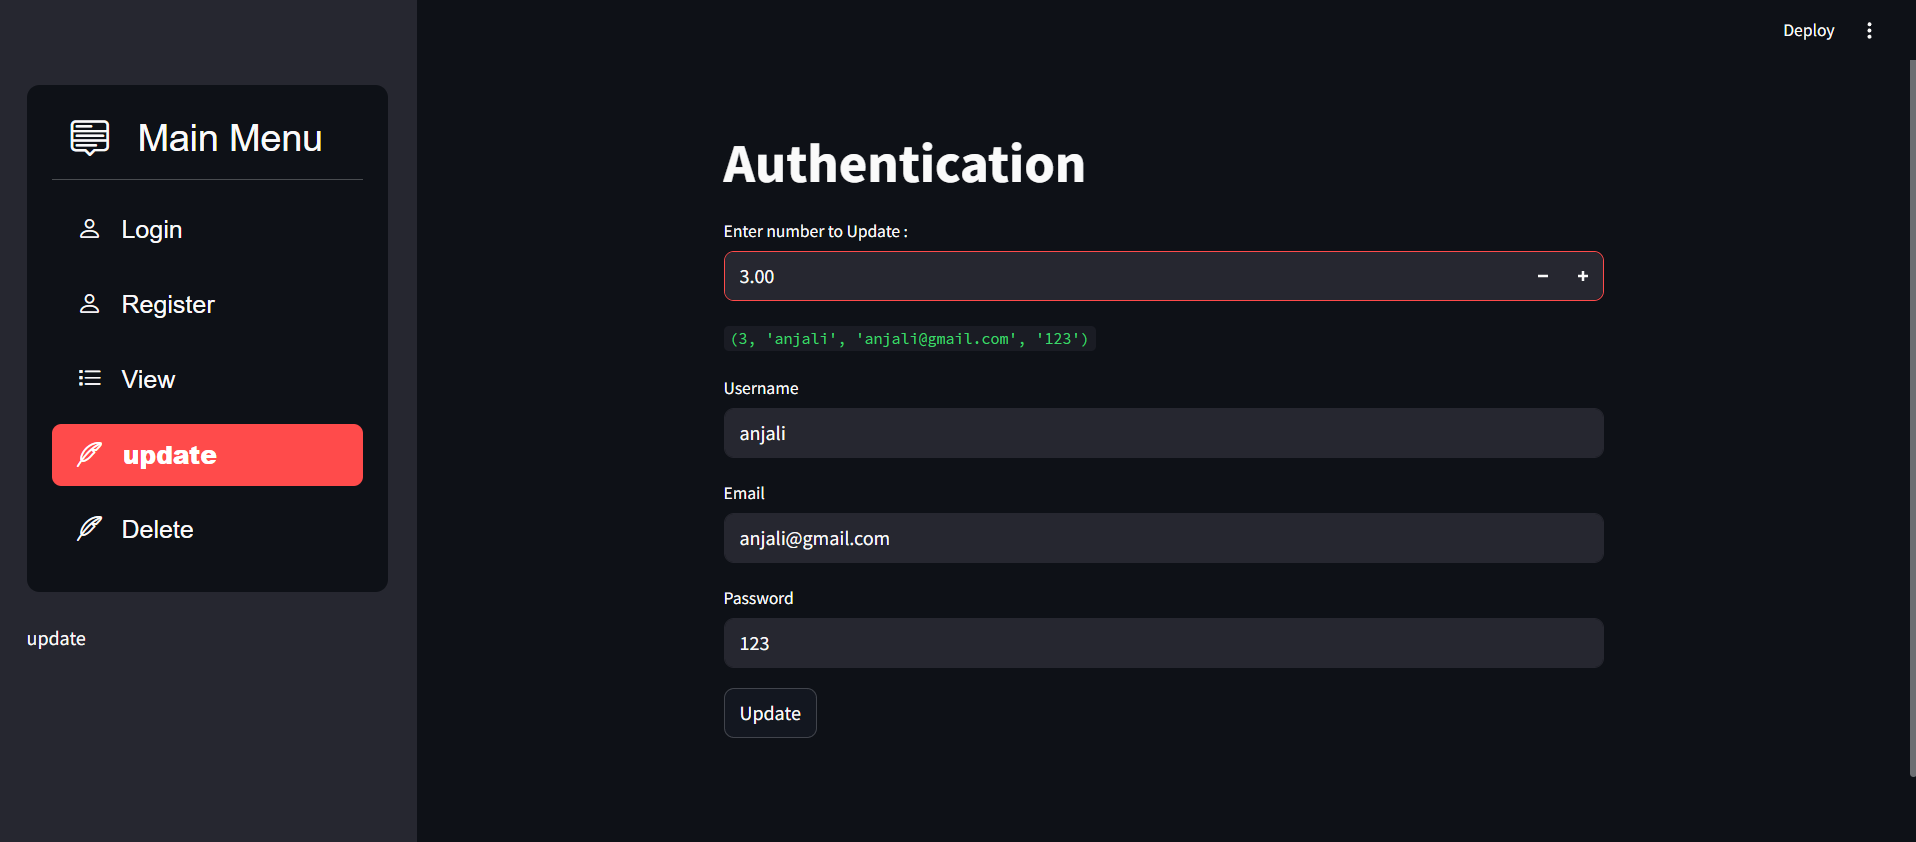 Deploy
Main Menu
Login
Register
View
update
Delete
update
Authentication
Enter number to Update :
3.00
(3, 'anjali', 'anjali@gmail.com', '123')
Username
anjali
Email
anjali@gmail.com
Password
123
Update